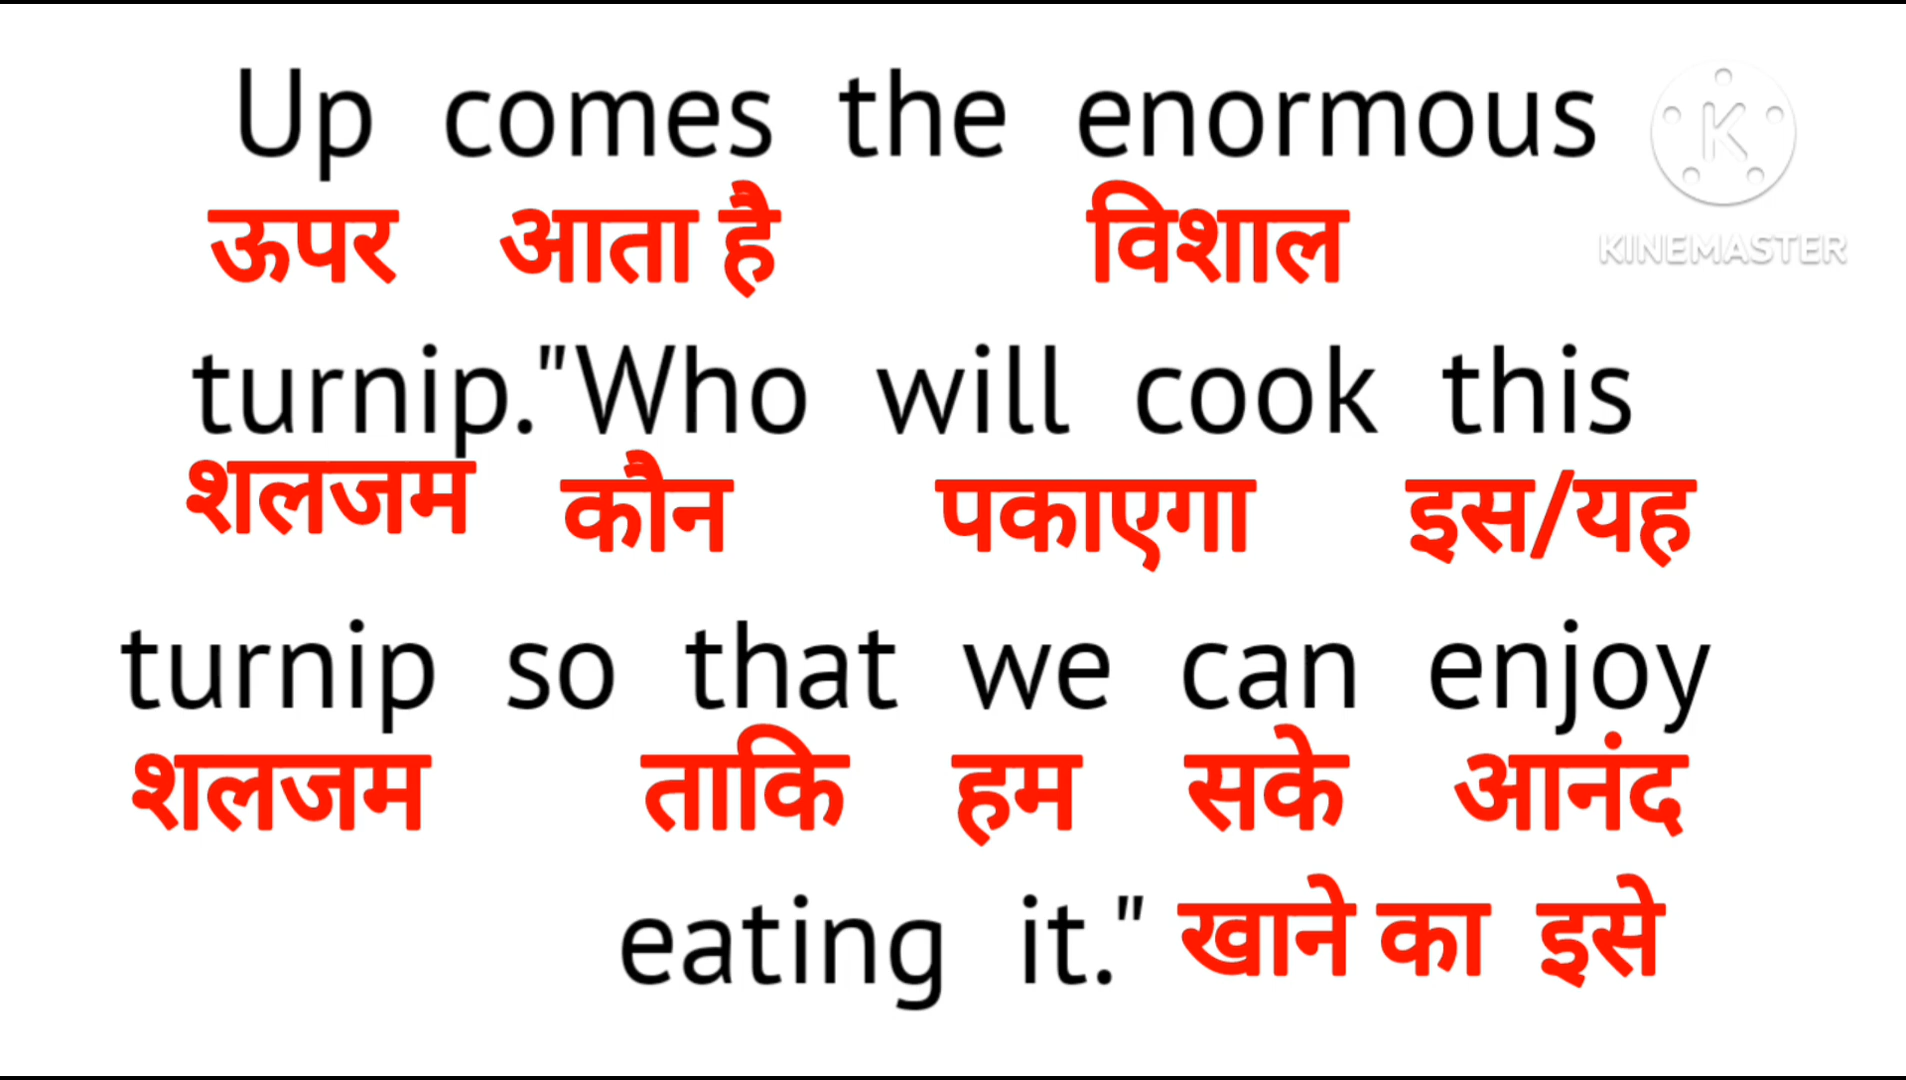 Up comes the enormous
ऊपर आता है विशाल
KINEMASTER
turnip."Who will cook this
शलजम कौन पकाएगा इस/यह
turnip so that we can enjoy
शलजम ताकि हम सके आनंद
eating it." खाने का इसे